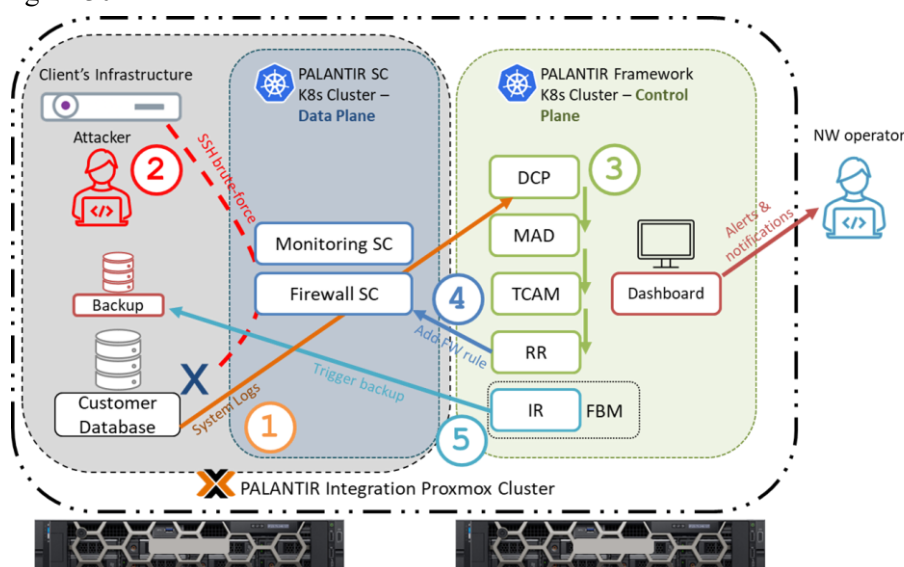 Client's Infrastructure
Attacker
2
SSH brute-force
Backup
Customer
Database
X
System Logs
1
PALANTIR SC
K8s Cluster –
Data Plane
Monitoring SC
Firewall SC
Trigger backup
4
Add FW rule
5
PALANTIR Framework
K8s Cluster – Control
Plane
DCP
3
MAD
TCAM
RR
IR
FBM
Dashboard
Alerts &
notifications
NW operator
PALANTIR Integration Proxmox Cluster